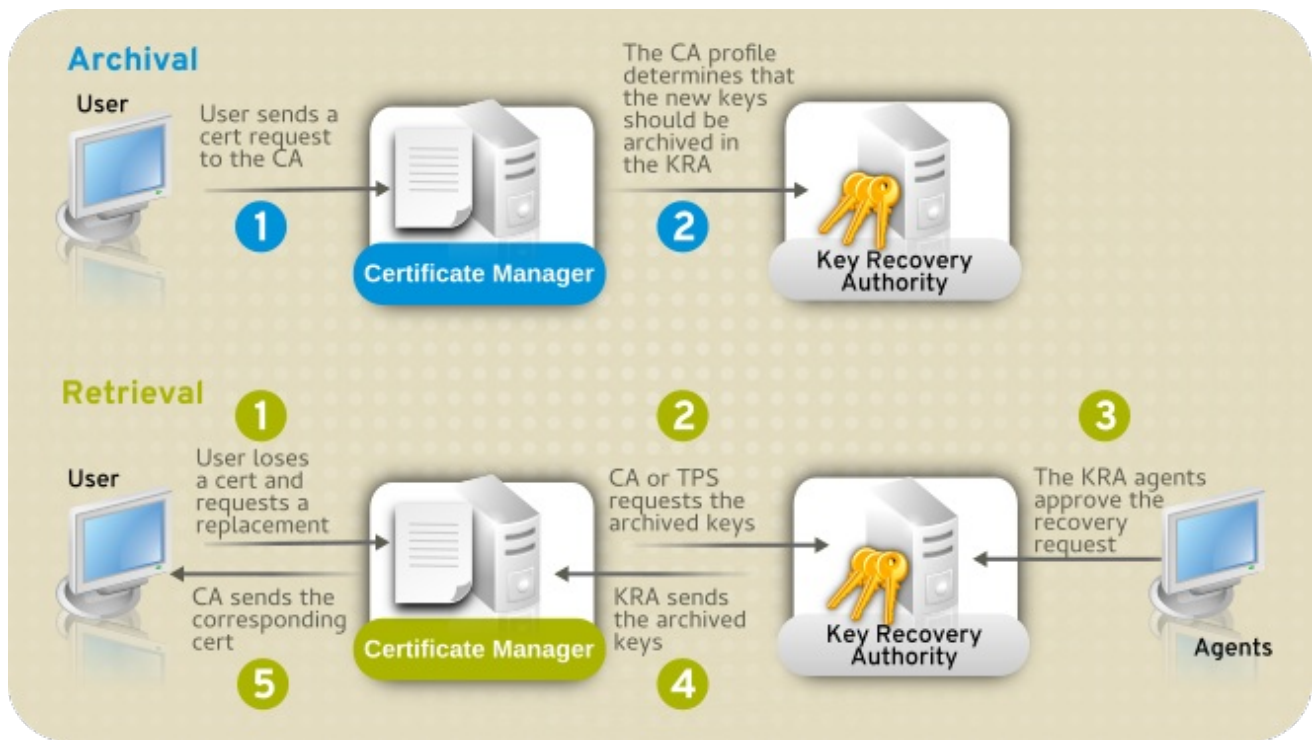 Archival
User
User sends a
cert request
to the CA
1
Certificate Manager
The CA profile
determines that
the new keys
should be
archived in
the KRA
2
Key Recovery
Authority
Retrieval
1
User
User loses
a cert and
requests a
replacement
CA sends the
corresponding
cert
5
Certificate Manager
2
CA or TPS
requests the
archived keys
KRA sends
the archived
keys
4
Key Recovery
Authority
3
The KRA agents
approve the
recovery
request
Agents